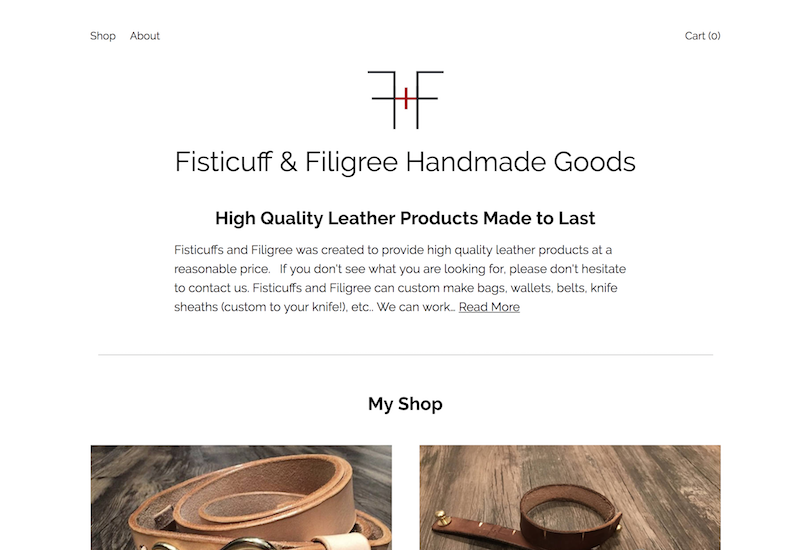 Shop About Cart (0)
F+F
Fisticuff & Filigree Handmade Goods
High Quality Leather Products Made to Last
Fisticuffs and Filigree was created to provide high quality leather products at a
reasonable price.   If you don't see what you are looking for, please don't hesitate
to contact us. Fisticuffs and Filigree can custom make bags, wallets, belts, knife
sheaths (custom to your knife!), etc.. We can work… Read More
My Shop